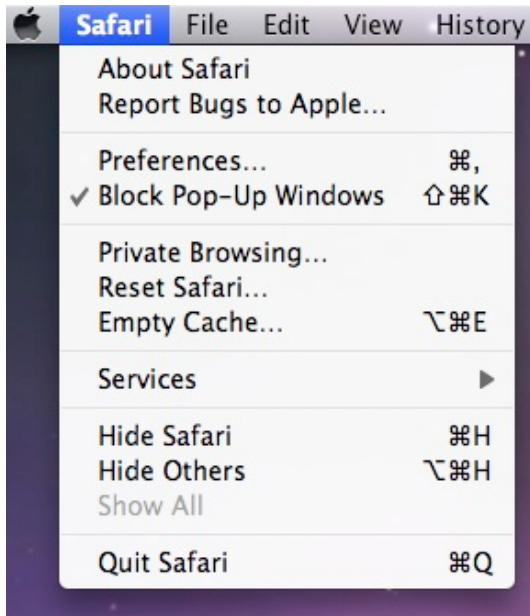 Safari File Edit View History
About Safari
Report Bugs to Apple...
Preferences... ⌘,
✓ Block Pop-Up Windows ⇧⌘K
Private Browsing...
Reset Safari...
Empty Cache... ⌥⌘E
Services ▶
Hide Safari ⌘H
Hide Others ⌥⌘H
Show All
Quit Safari ⌘Q